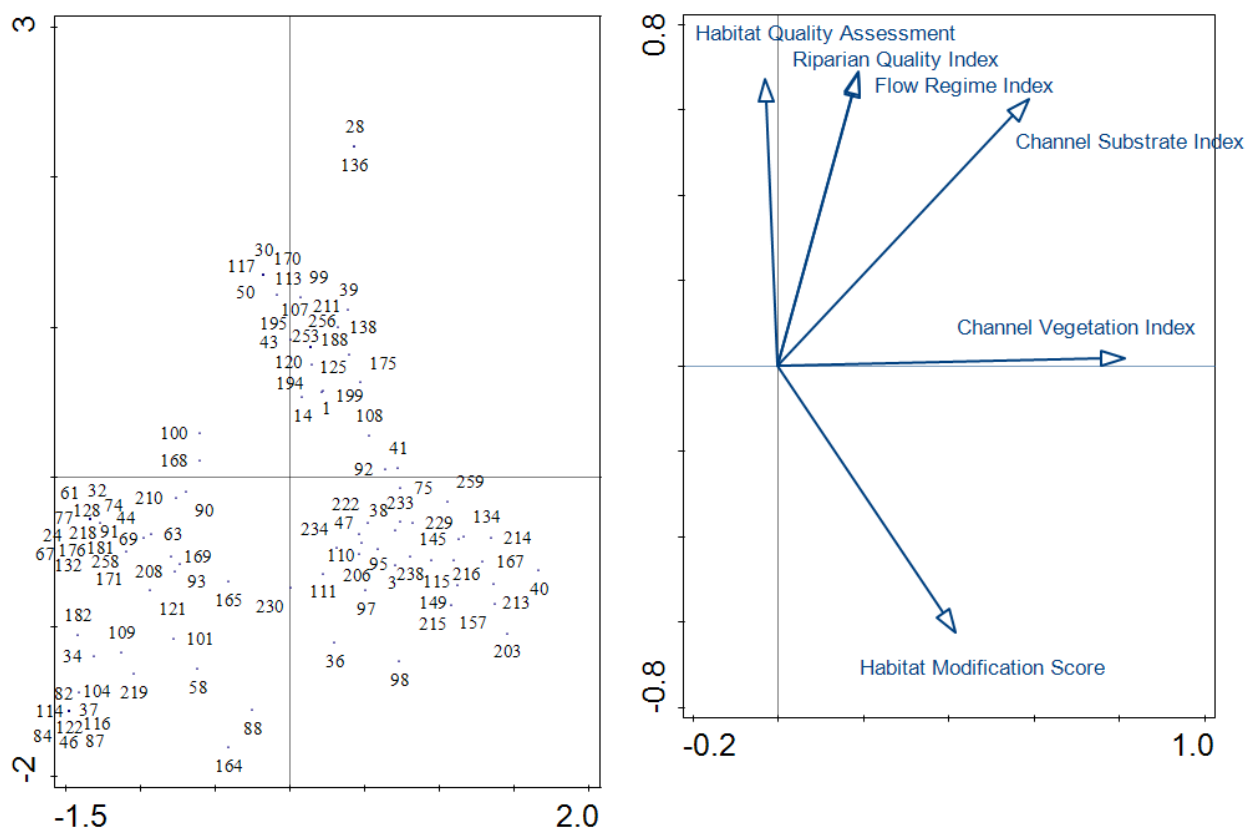 3
28
136
30 170
117
113 99
50 39
107 211
195 256 138
43 253 188
120 125 175
194 199
14 1 108
100
41
168
92
259
61 32 210 75
74 90 222 38 233 134
77 128 44 229
24 218 91 63 234 47 145 214
69
67 176 181 169 110 95 167
132 258 208 206 238 216
171 93 3 115 40
165 111
121 230 97 149 213
182 215 157
109 101 203
34 36
98
82 104 219 58
114 37
122 116 88
84 46 87
164
-2
-1.5 2.0
0.8
Habitat Quality Assessment
Riparian Quality Index
Flow Regime Index
Channel Substrate Index
Channel Vegetation Index
Habitat Modification Score
-0.8
-0.2 1.0